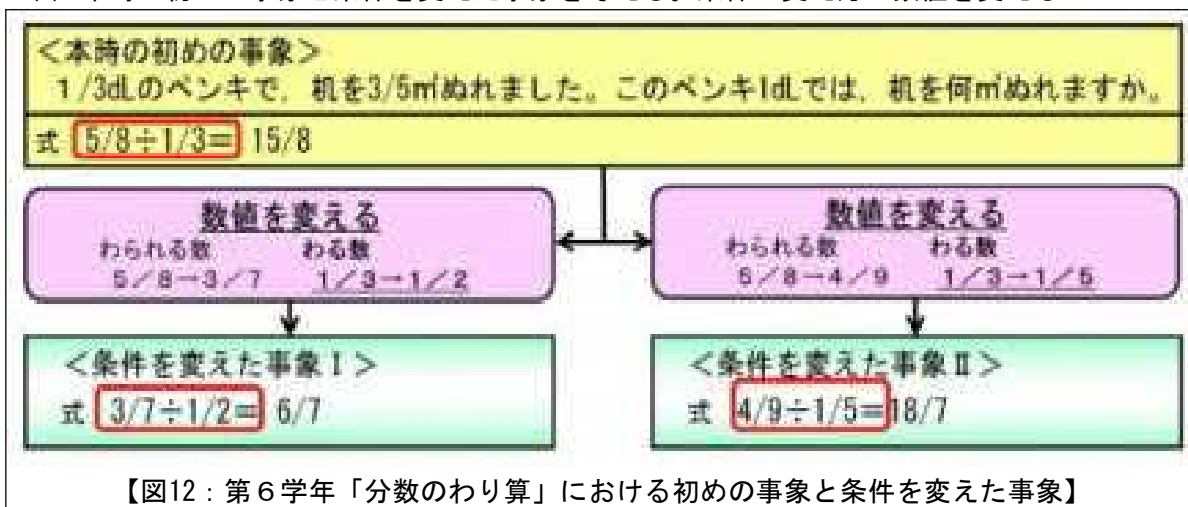 <本時の初めの事象>
1/3dLのペンキで，机を3/5㎡ぬれました。このペンキ1dLでは，机を何㎡ぬれますか。
式 5/8÷1/3= 15/8
数値を変える
わられる数 わる数
5／8→3／7 1／3→1／2
数値を変える
わられる数 わる数
5／8→4／9 1／3→1／5
<条件を変えた事象Ⅰ>
式 3/7÷1/2= 6/7
<条件を変えた事象Ⅱ>
式 4/9÷1/5=18/7
【図12：第６学年「分数のわり算」における初めの事象と条件を変えた事象】